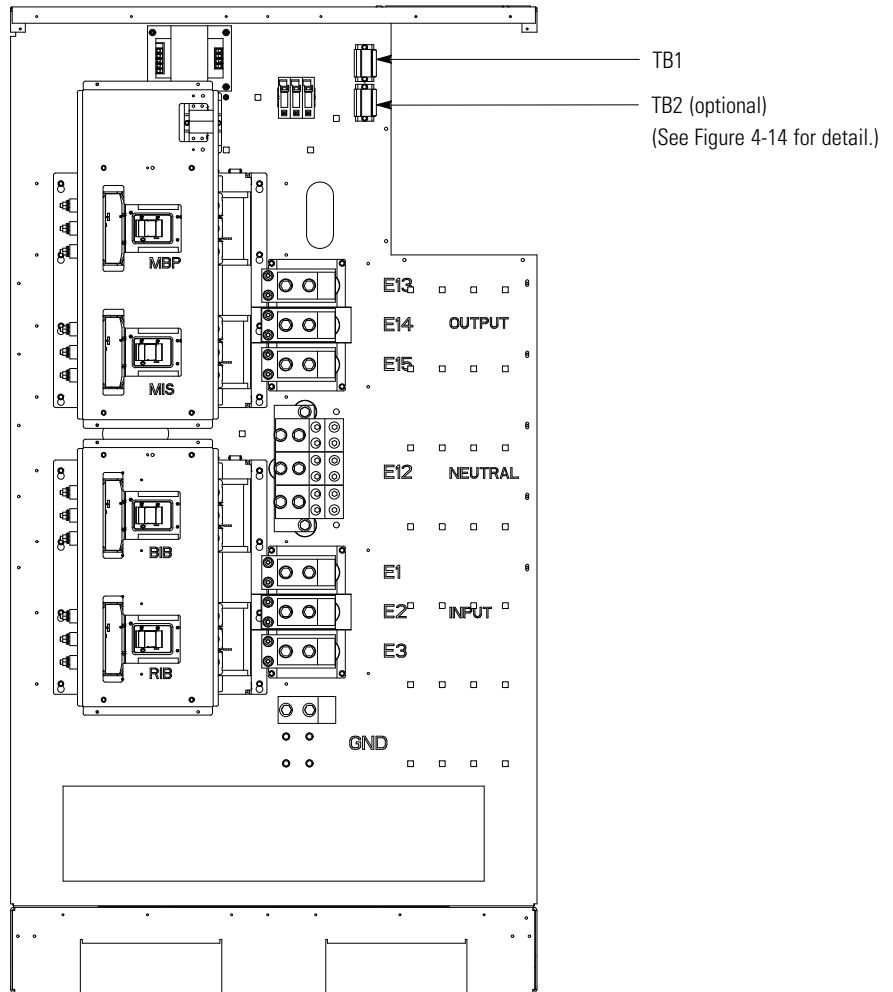 TB1
TB2 (optional)
(See Figure 4-14 for detail.)
MBP
E13
E14 OUTPUT
E15
MIS
E12 NEUTRAL
BIB
E1
E2 INPUT
E3
RIB
GND